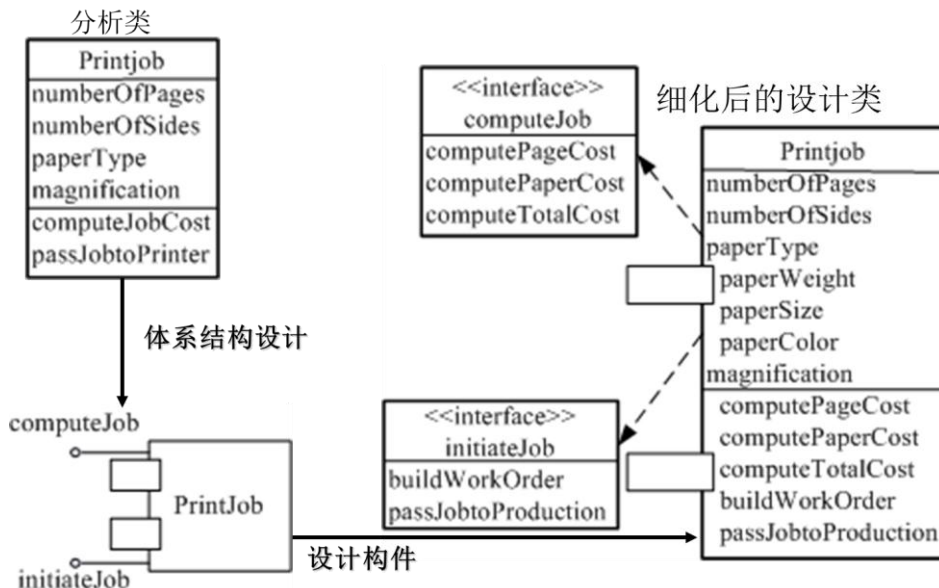 分析类
Printjob
numberOfPages
numberOfSides
paperType
magnification
computeJobCost
passJobtoPrinter
体系结构设计
computeJob
PrintJob
initiateJob
设计构件
<<interface>>
computeJob
computePageCost
computePaperCost
computeTotalCost
<<interface>>
initiateJob
buildWorkOrder
passJobtoProduction
细化后的设计类
Printjob
numberOfPages
numberOfSides
paperType
paperWeight
paperSize
paperColor
magnification
computePageCost
computePaperCost
computeTotalCost
buildWorkOrder
passJobtoProduction